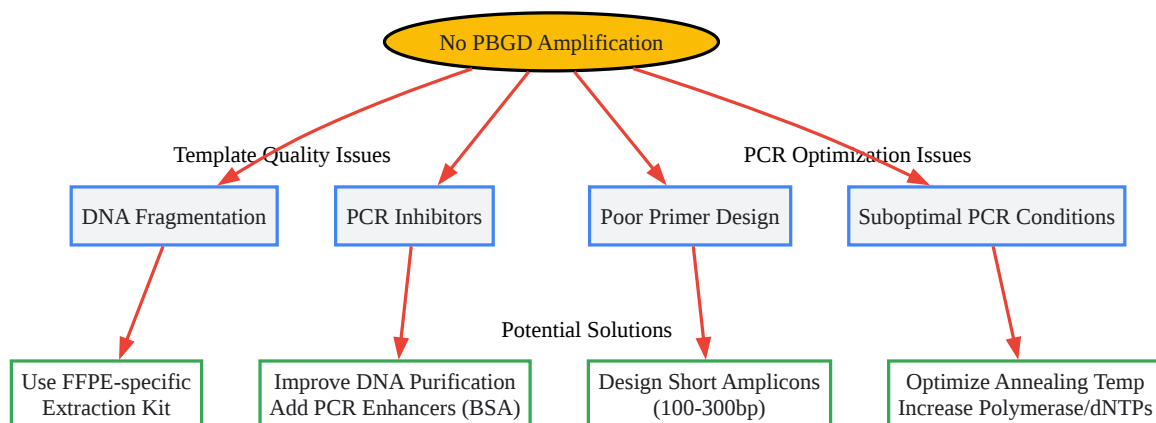 No PBGD Amplification
Template Quality Issues
PCR Optimization Issues
DNA Fragmentation
PCR Inhibitors
Poor Primer Design
Suboptimal PCR Conditions
Potential Solutions
Use FFPE-specific
Extraction Kit
Improve DNA Purification
Add PCR Enhancers (BSA)
Design Short Amplicons
(100-300bp)
Optimize Annealing Temp
Increase Polymerase/dNTPs